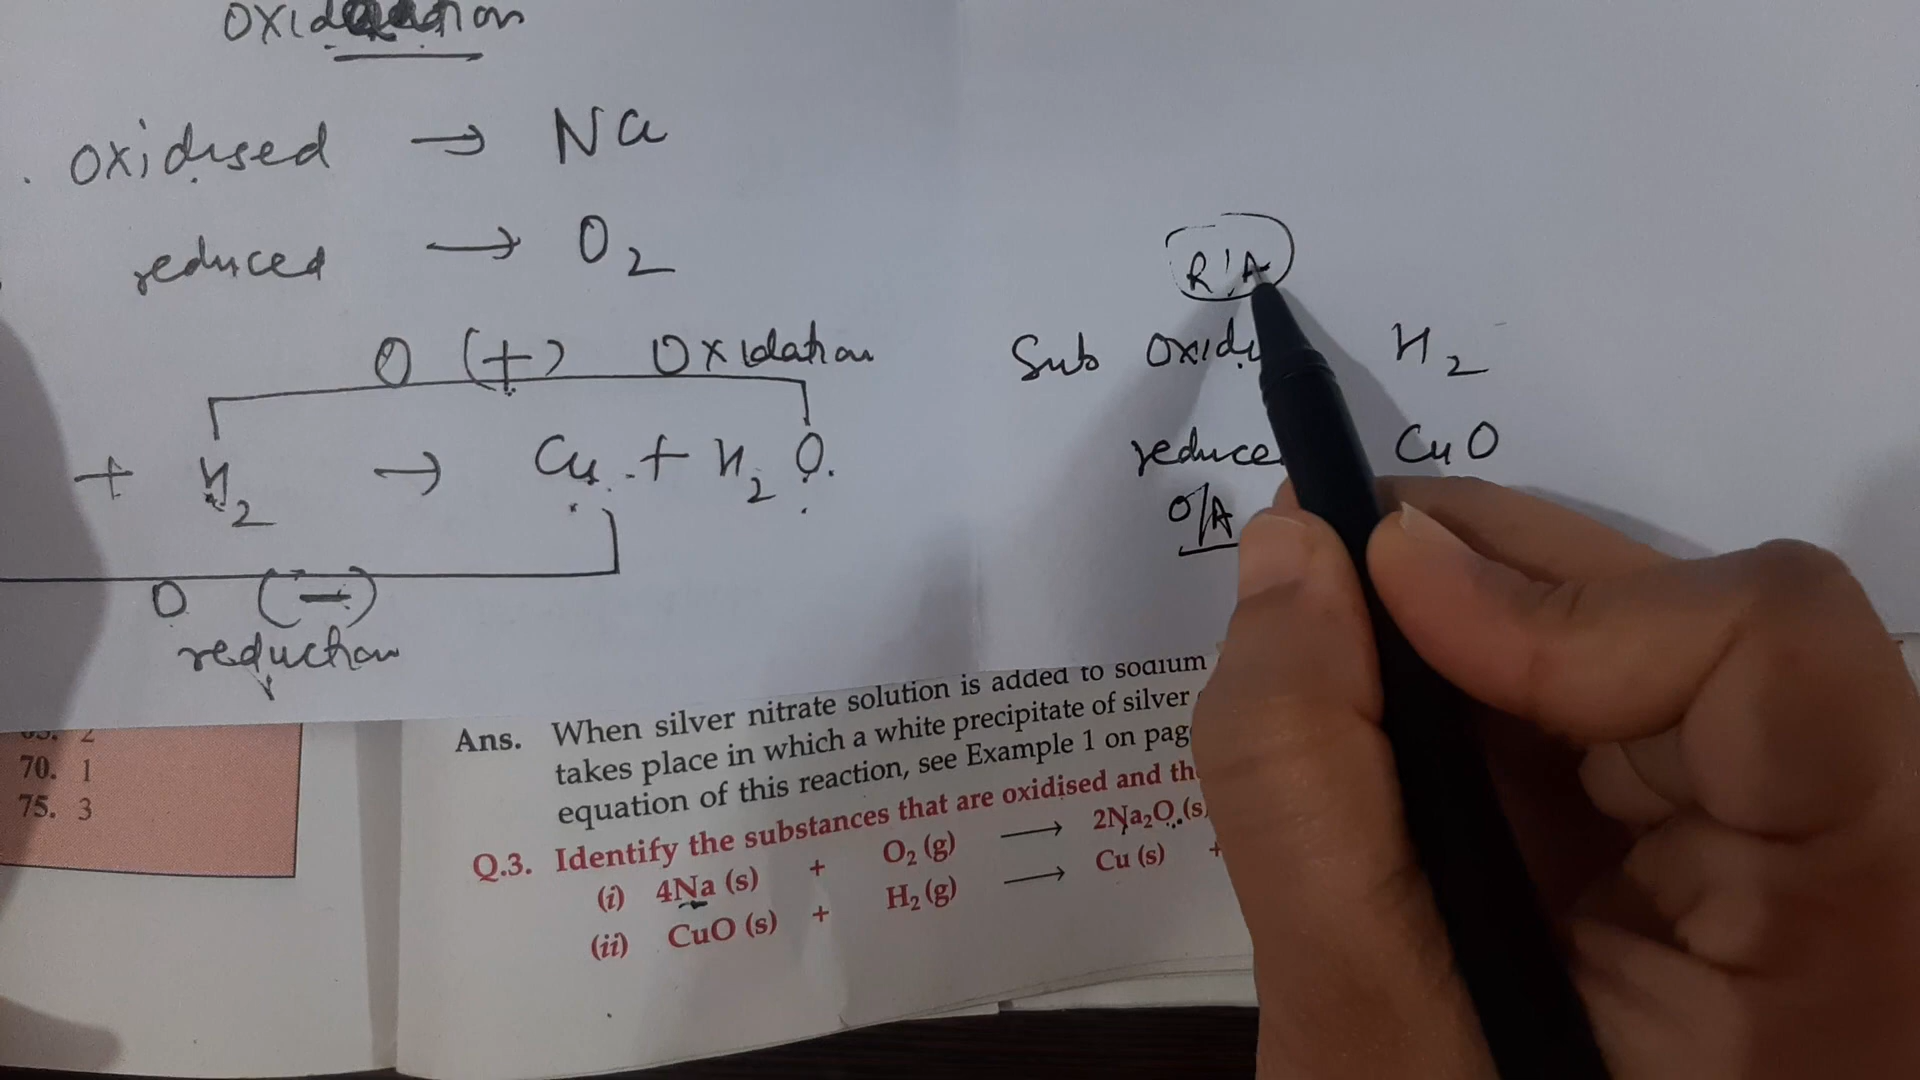 oxidation
oxidised → Na
reduced → O2
O (+) Oxidation
+ H2 → Cu + H2O.
O (-)
reduction
R/A
Sub Oxidi H2
reduce CuO
O/A
70. 1
75. 3
Ans. When silver nitrate solution is added to sodium
takes place in which a white precipitate of silver
equation of this reaction, see Example 1 on pag
Q.3. Identify the substances that are oxidised and th
(i) 4Na (s) + O2 (g) → 2Na2O (s)
(ii) CuO (s) + H2 (g) → Cu (s) +